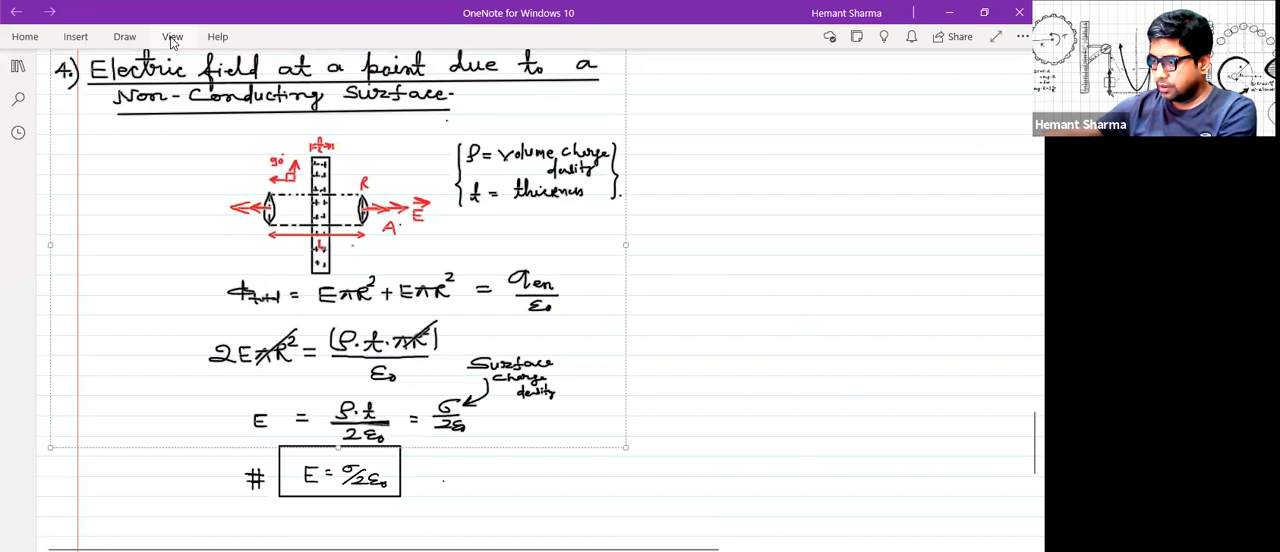 OneNote for Windows 10
Hemant Sharma
Home Insert Draw View Help Share
4.) Electric field at a point due to a
Non-Conducting Surface-
t
90°
R
E
A
L
ρ = volume charge
density
t = thickness
ϕtotal = EπR² + EπR² = qen/ε₀
2EπR² = (ρ.t.πR²)/ε₀
Surface
charge
density
E = ρ.t/2ε₀ = σ/2ε₀
# E = σ/2ε₀
Hemant Sharma